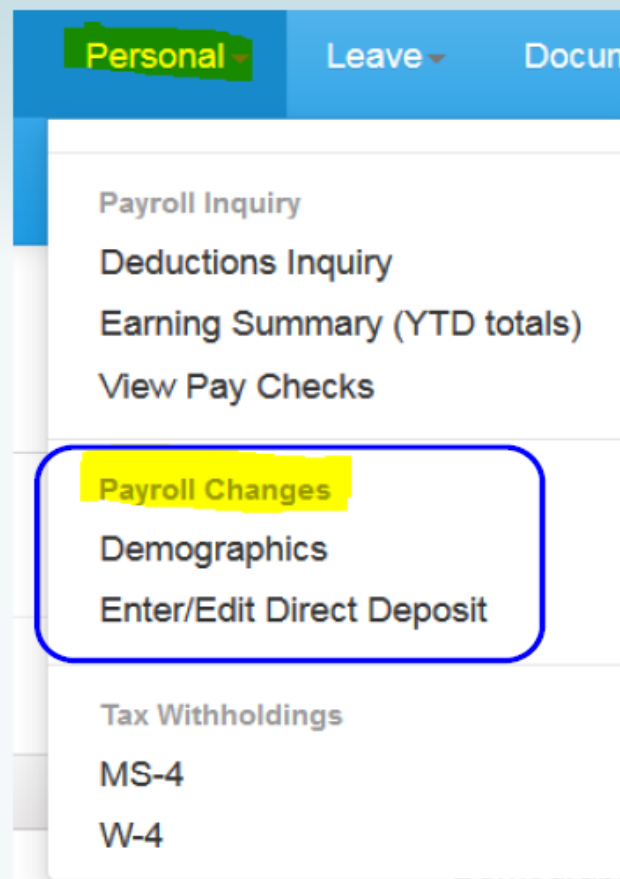 Personal Leave
Payroll Inquiry
Deductions Inquiry
Earning Summary (YTD totals)
View Pay Checks
Payroll Changes
Demographics
Enter/Edit Direct Deposit
Tax Withholdings
MS-4
W-4